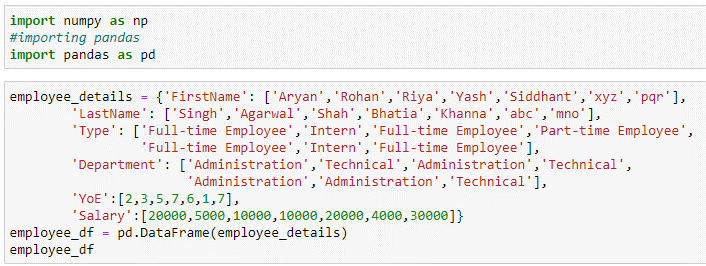 import numpy as np
#importing pandas
import pandas as pd
employee_details = {'FirstName': ['Aryan','Rohan','Riya','Yash','Siddhant','xyz','pqr'],
'LastName': ['Singh','Agarwal','Shah','Bhatia','Khanna','abc','mno'],
'Type': ['Full-time Employee','Intern','Full-time Employee','Part-time Employee',
'Full-time Employee','Intern','Full-time Employee'],
'Department': ['Administration','Technical','Administration','Technical',
'Administration','Administration','Technical'],
'YoE':[2,3,5,7,6,1,7],
'Salary':[20000,5000,10000,10000,20000,4000,30000]}
employee_df = pd.DataFrame(employee_details)
employee_df